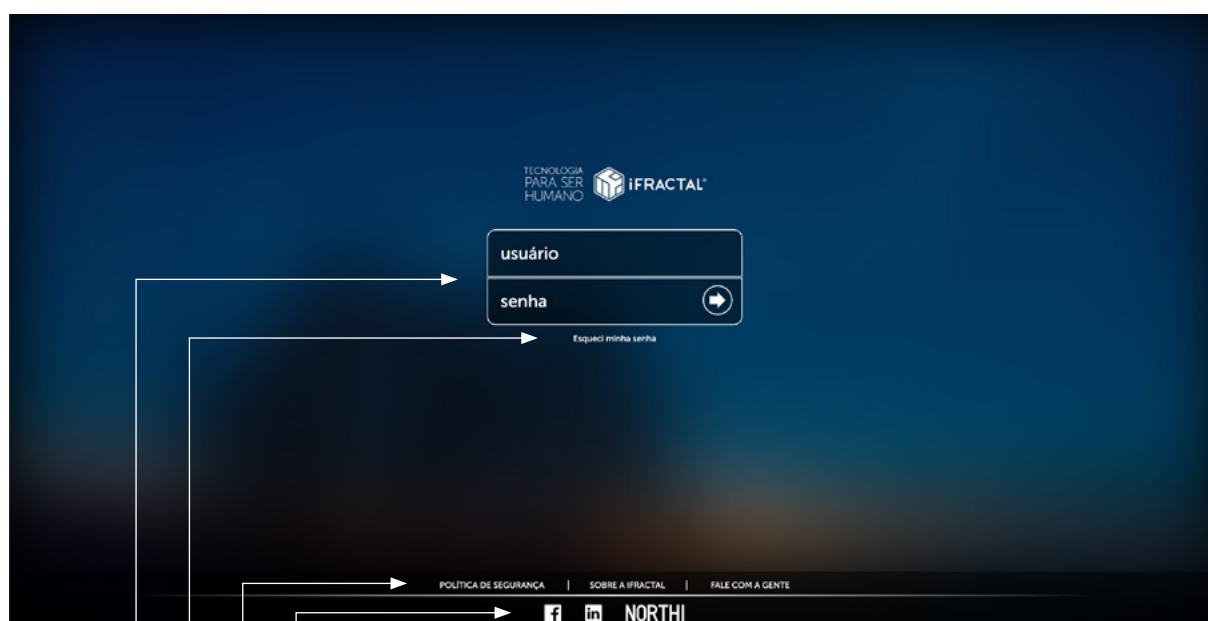 TECNOLOGIA
PARA SER
HUMANO
iFRACTAL®
usuário
senha
Esqueci minha senha
POLÍTICA DE SEGURANÇA | SOBRE A IFRACTAL | FALE COM A GENTE
f in NORTHI